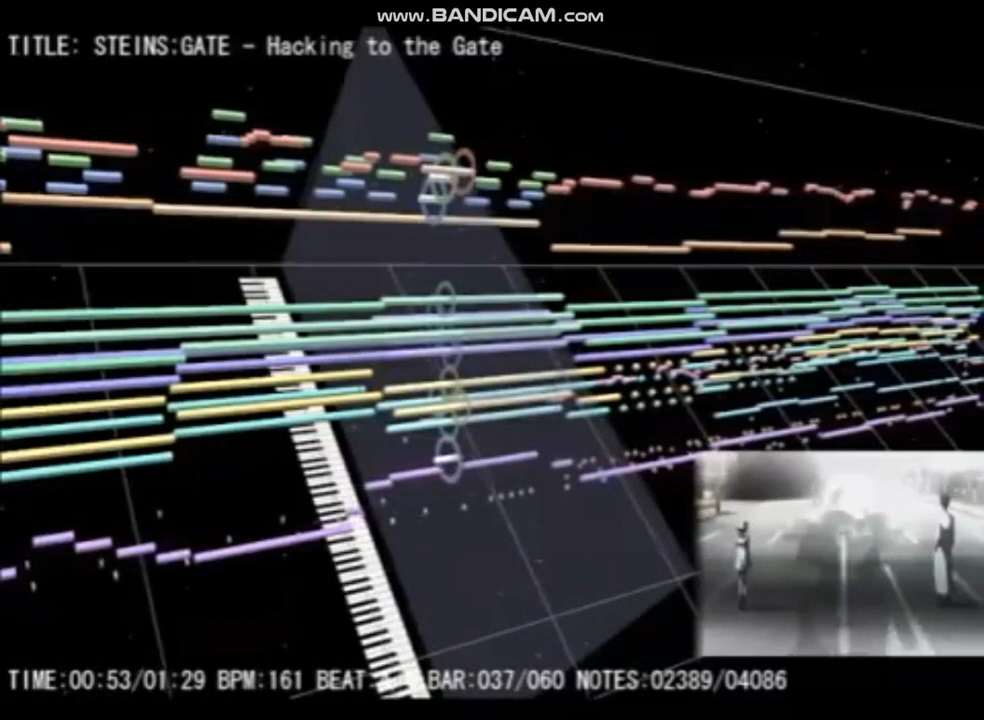 www.BANDICAM.com
TITLE: STEINS:GATE - Hacking to the Gate
TIME:00:53/01:29 BPM:161 BEAT: BAR:037/060 NOTES:02389/04086